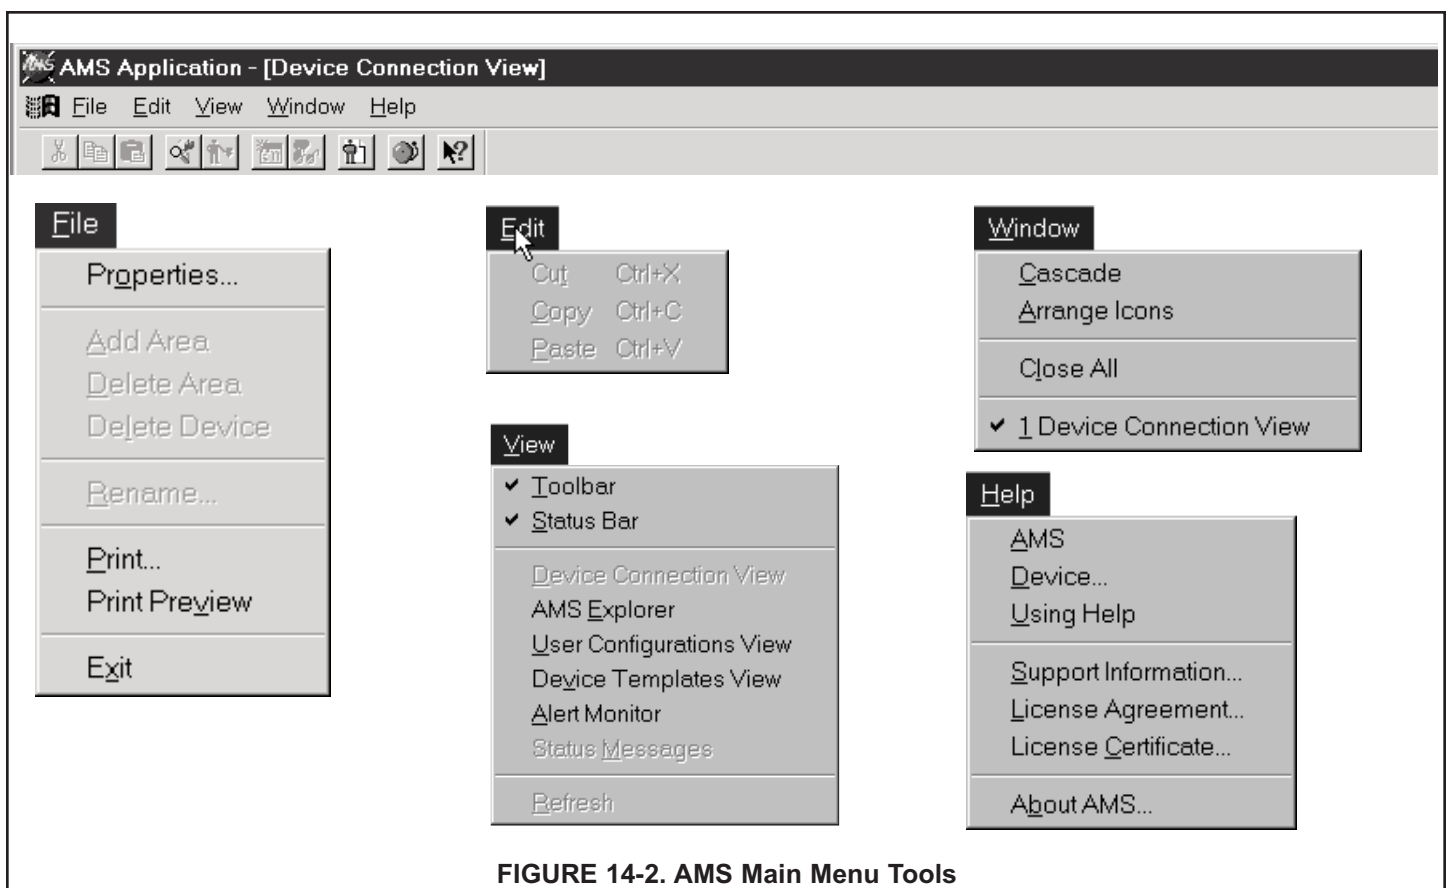 AMS Application - [Device Connection View]
File Edit View Window Help
File
Properties...
Add Area
Delete Area
Delete Device
Rename...
Print...
Print Preview
Exit
Edit
Cut Ctrl+X
Copy Ctrl+C
Paste Ctrl+V
View
Toolbar
Status Bar
Device Connection View
AMS Explorer
User Configurations View
Device Templates View
Alert Monitor
Status Messages
Refresh
Window
Cascade
Arrange Icons
Close All
1 Device Connection View
Help
AMS
Device...
Using Help
Support Information...
License Agreement...
License Certificate...
About AMS...
FIGURE 14-2. AMS Main Menu Tools